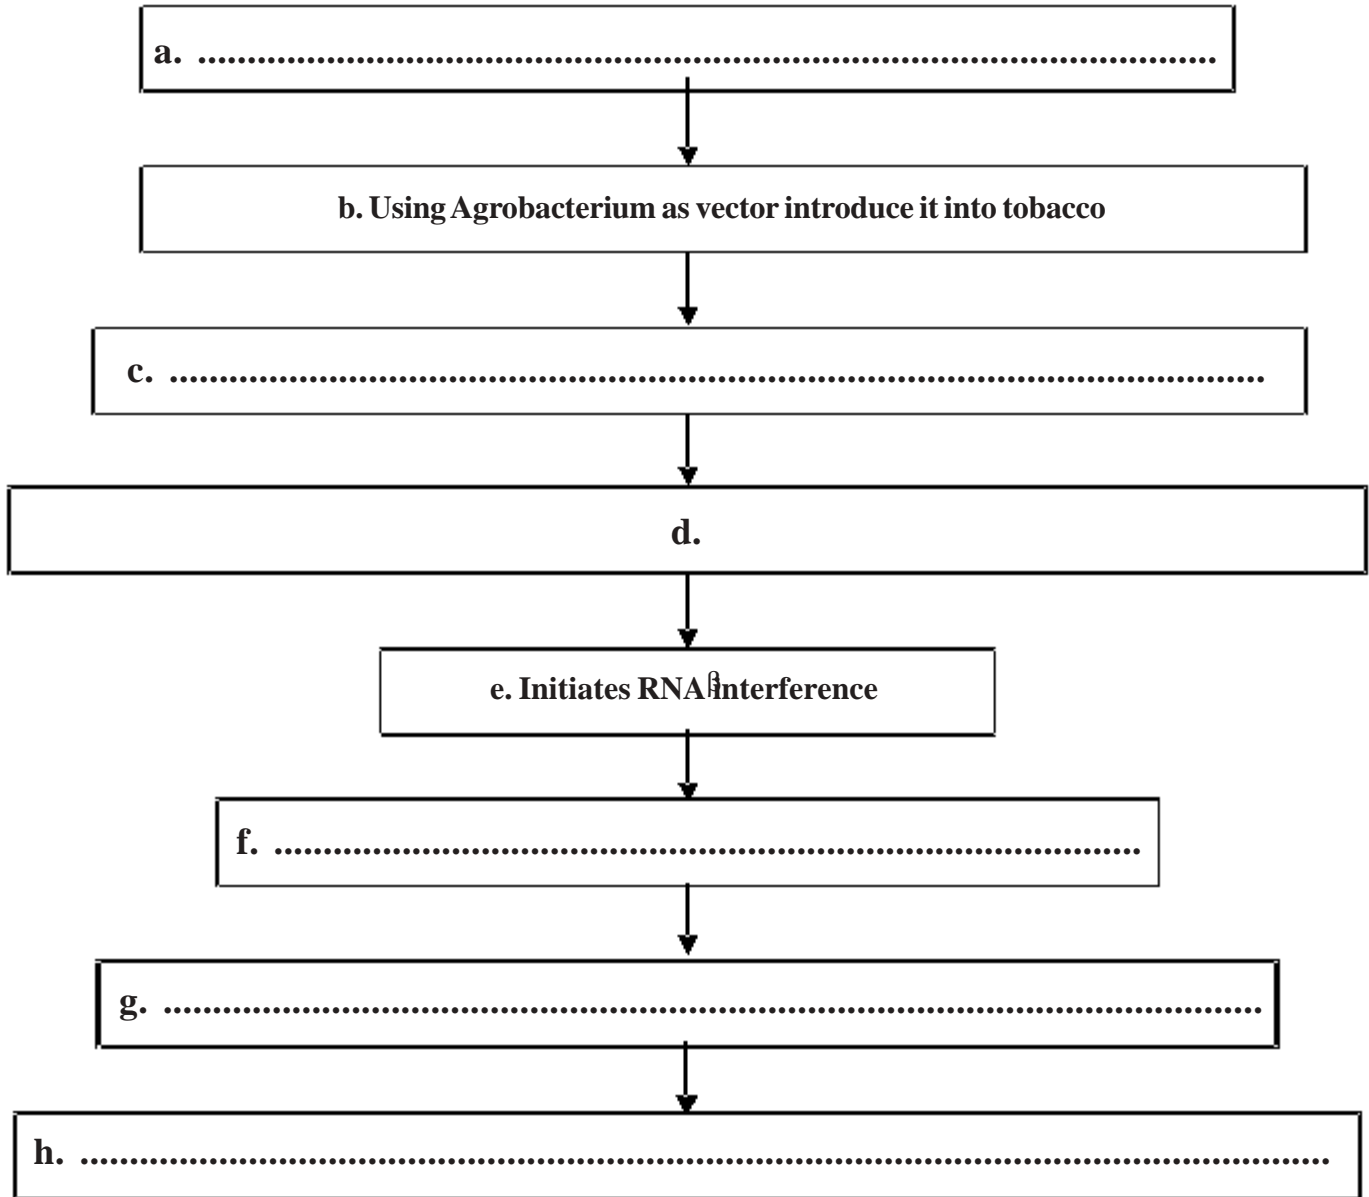 a. ........................................................................................................
b. Using Agrobacterium as vector introduce it into tobacco
c. ................................................................................................................
d.
e. Initiates RNA β interference
f. ........................................................................................
g. ................................................................................................................
h. ................................................................................................................................